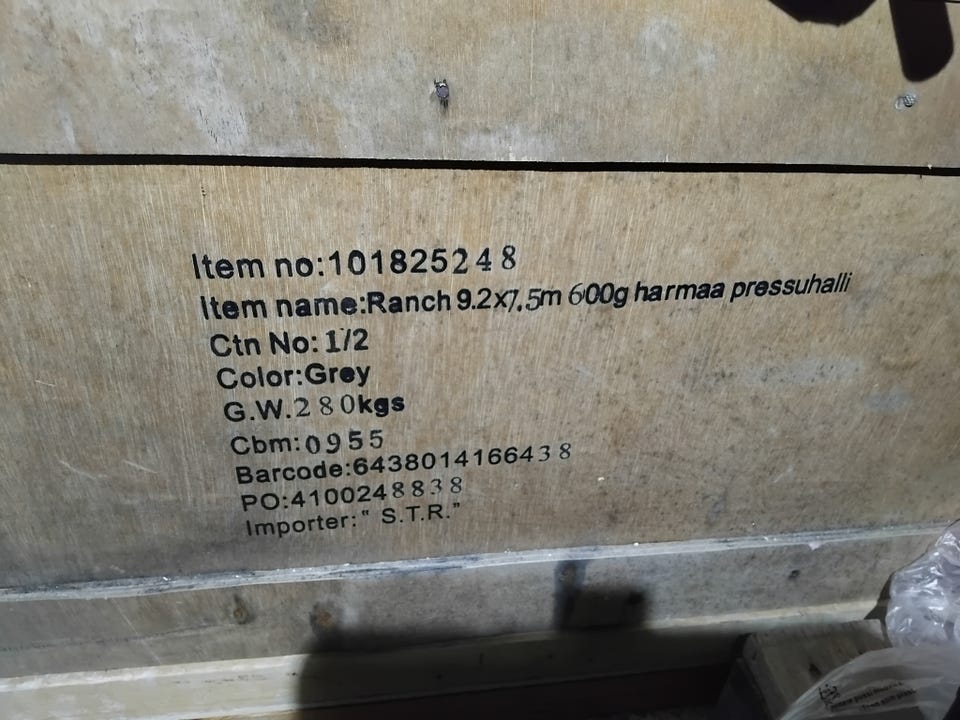 Item no:101825248
Item name:Ranch 9.2x7.5m 600g harmaa pressuhalli
Ctn No: 1/2
Color:Grey
G.W.280kgs
Cbm:0955
Barcode:6438014166438
PO:4100248838
Importer:“ S.T.R.”